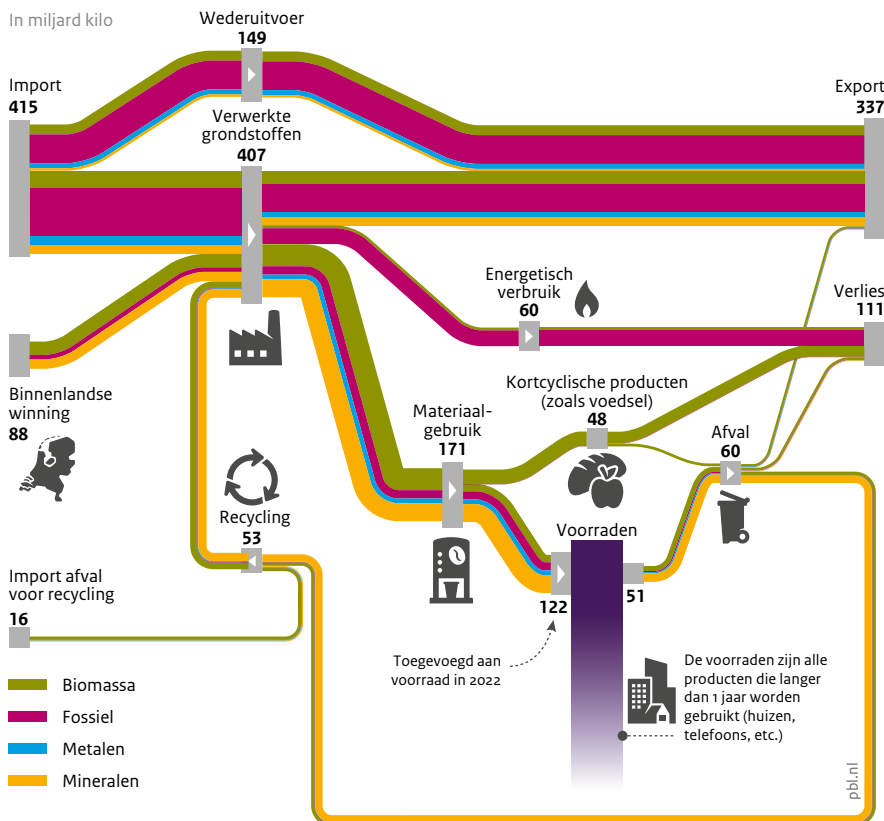 In miljard kilo
Wederuitvoer
149
Import
415
Export
337
Verwerkte
grondstoffen
407
Energetisch
verbruik
60
Verlies
111
Binnenlandse
winning
88
Kortcyclische producten
(zoals voedsel)
48
Materiaal-
gebruik
171
Afval
60
Recycling
53
Voorraden
122
51
Import afval
voor recycling
16
Toegevoegd aan
voorraad in 2022
De voorraden zijn alle
producten die langer
dan 1 jaar worden
gebruikt (huizen,
telefoons, etc.)
Biomassa
Fossiel
Metalen
Mineralen
pbl.nl